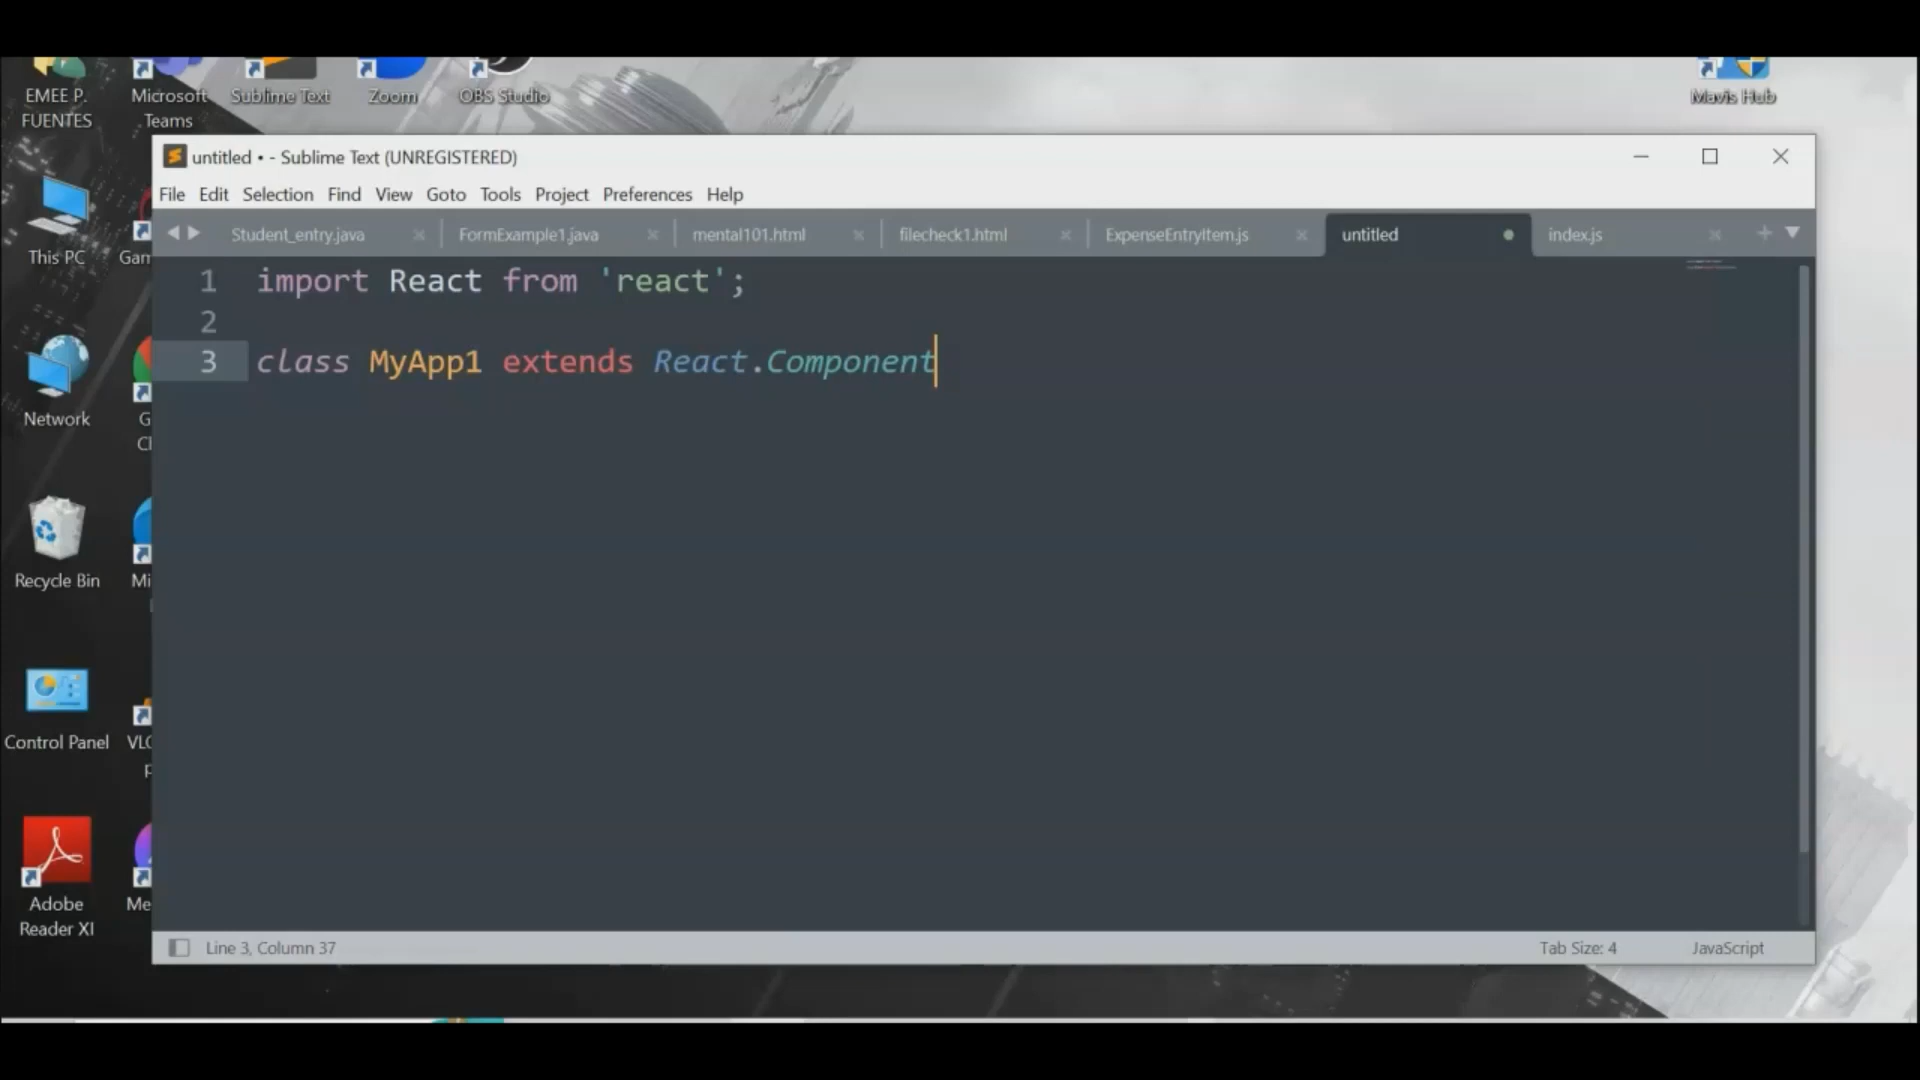 EMEE P.
FUENTES
Microsoft
Teams
Sublime Text
Zoom
OBS Studio
Mavis Hub
This PC
Network
Recycle Bin
Control Panel
Adobe
Reader XI
untitled • - Sublime Text (UNREGISTERED)
File Edit Selection Find View Goto Tools Project Preferences Help
Student_entry.java FormExample1.java mental101.html filecheck1.html ExpenseEntryItem.js untitled index.js
1 import React from 'react';
2
3 class MyApp1 extends React.Component
Line 3, Column 37 Tab Size: 4 JavaScript